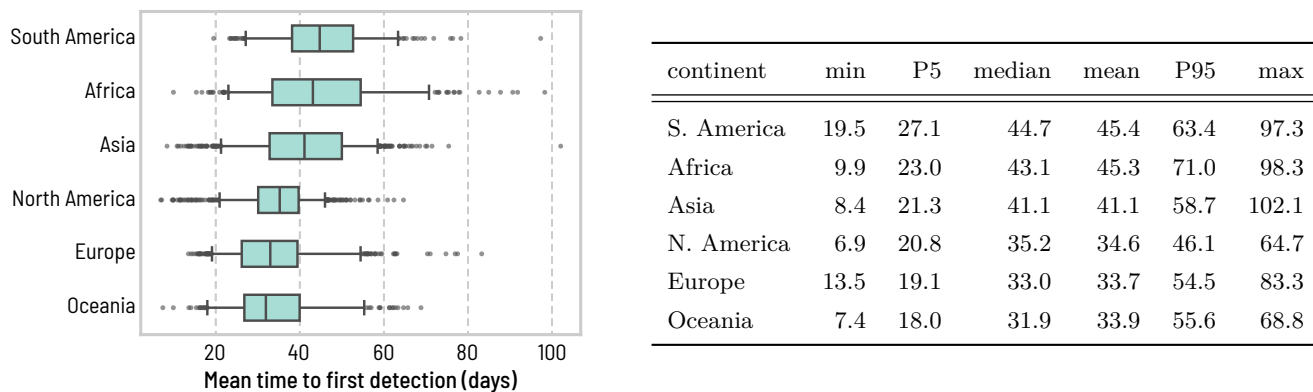 South America
Africa
Asia
North America
Europe
Oceania
20 40 60 80 100
Mean time to first detection (days)
continent min P5 median mean P95 max
S. America 19.5 27.1 44.7 45.4 63.4 97.3
Africa 9.9 23.0 43.1 45.3 71.0 98.3
Asia 8.4 21.3 41.1 41.1 58.7 102.1
N. America 6.9 20.8 35.2 34.6 46.1 64.7
Europe 13.5 19.1 33.0 33.7 54.5 83.3
Oceania 7.4 18.0 31.9 33.9 55.6 68.8